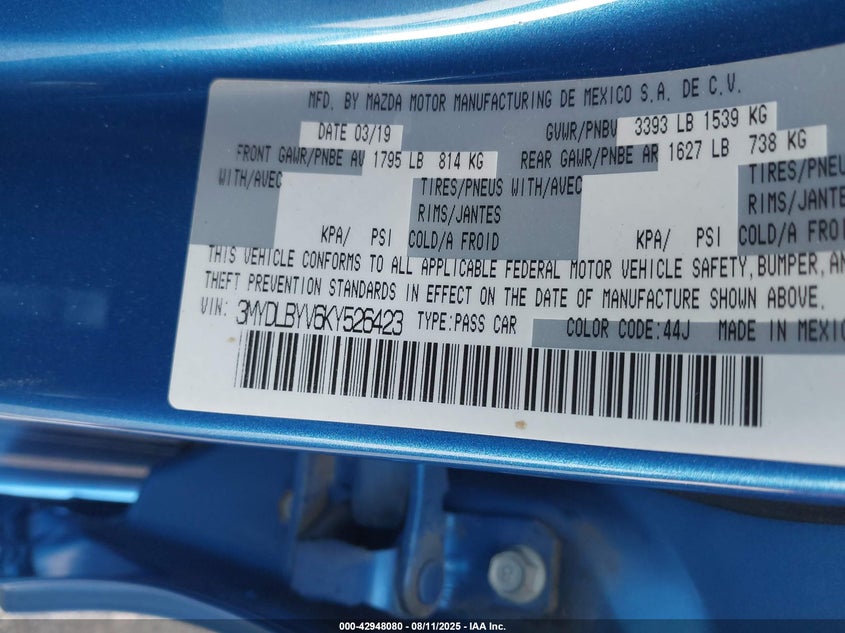 MFD. BY MAZDA MOTOR MANUFACTURING DE MEXICO S.A. DE C.V.
DATE 03/19 GVWR/PNBV 3393 LB 1539 KG
FRONT GAWR/PNBE AV 1795 LB 814 KG REAR GAWR/PNBE AR 1627 LB 738 KG
WITH/AVEC TIRES/PNEUS WITH/AVEC TIRES/PNEU
RIMS/JANTES RIMS/JANTE
KPA/ PSI COLD/A FROID KPA/ PSI COLD/A FROI
THIS VEHICLE CONFORMS TO ALL APPLICABLE FEDERAL MOTOR VEHICLE SAFETY, BUMPER, AN
THEFT PREVENTION STANDARDS IN EFFECT ON THE DATE OF MANUFACTURE SHOWN ABOVE.
VIN: 3MYDLBYV6KY526423 TYPE:PASS CAR COLOR CODE:44J MADE IN MEXICO
000-42948080 - 08/11/2025 - IAA Inc.